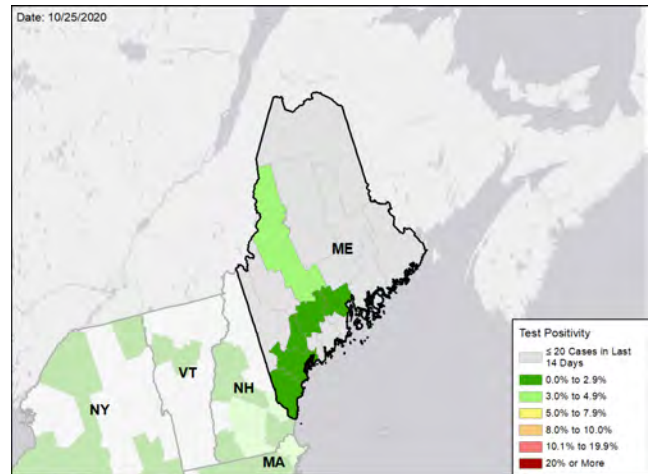 Date: 10/25/2020
ME
VT
NH
NY
MA
Test Positivity
≤ 20 Cases in Last
14 Days
0.0% to 2.9%
3.0% to 4.9%
5.0% to 7.9%
8.0% to 10.0%
10.1% to 19.9%
20% or More